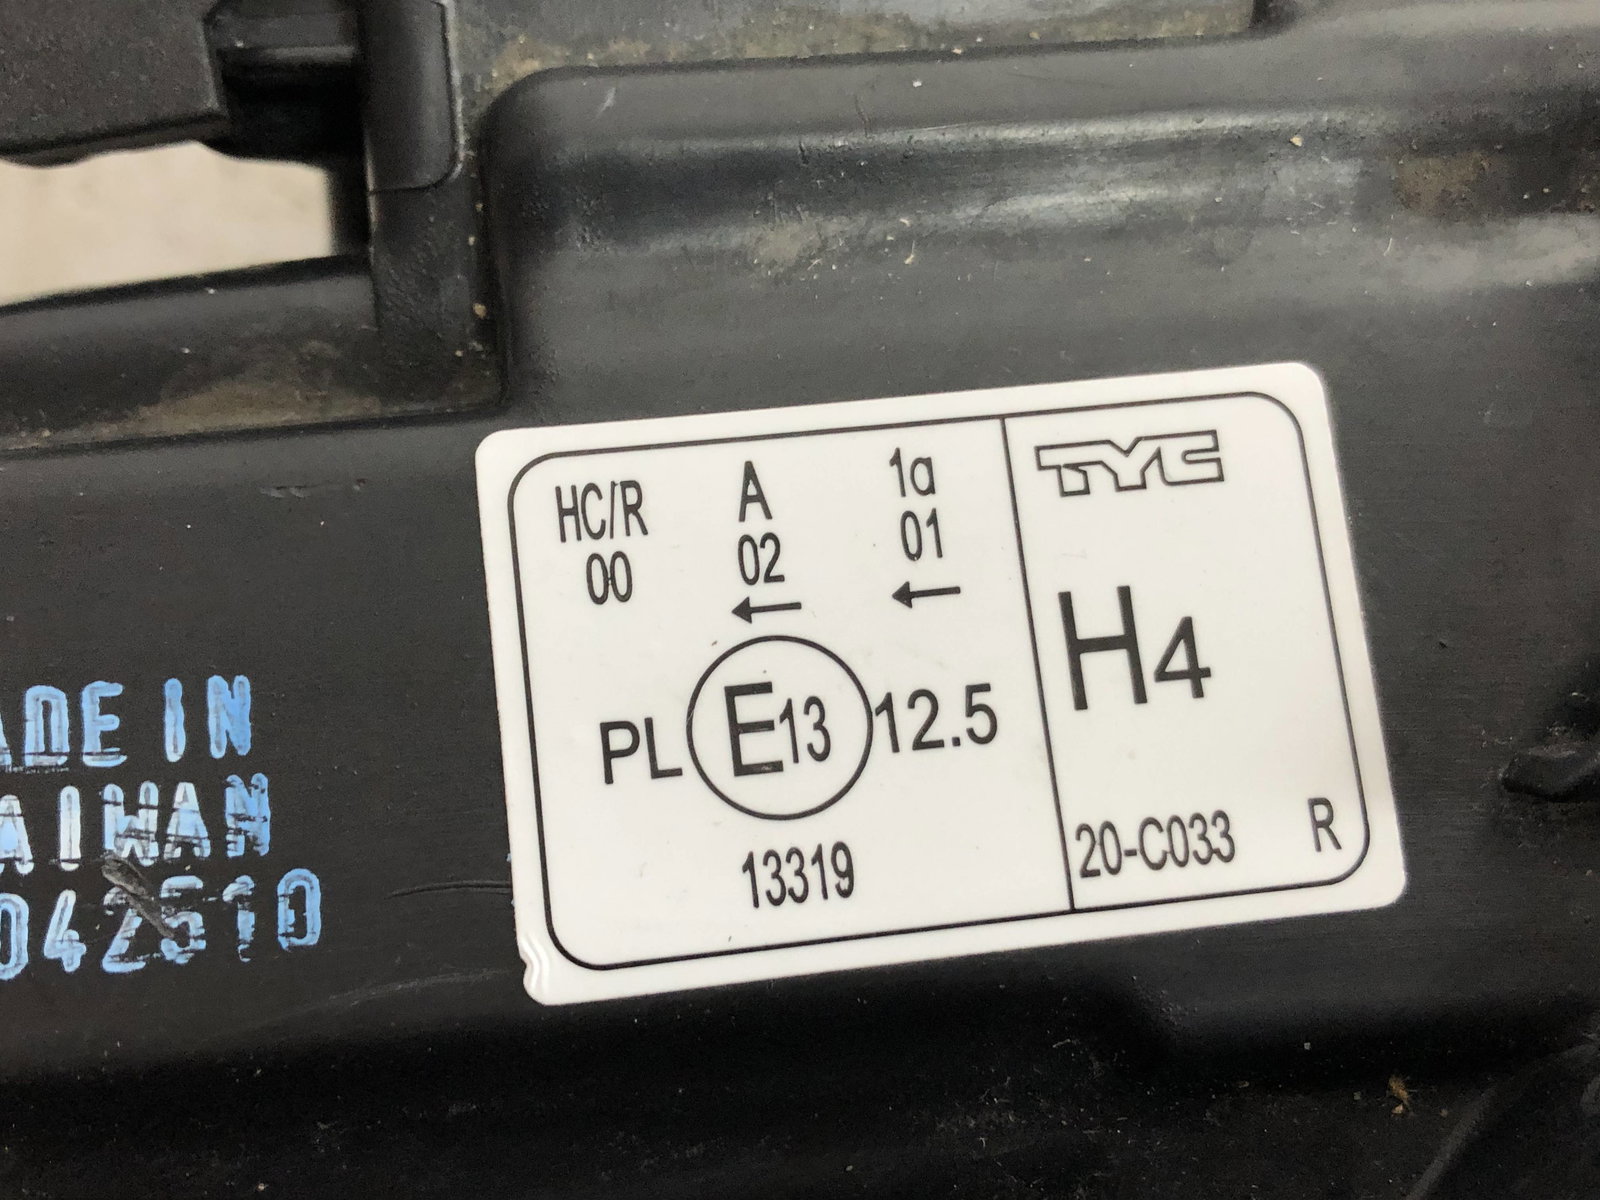 ADE IN
AIWAN
042510
HC/R A 1a
00 02 01
← ←
PL E13 12.5
13319
TYC
H4
20-C033 R